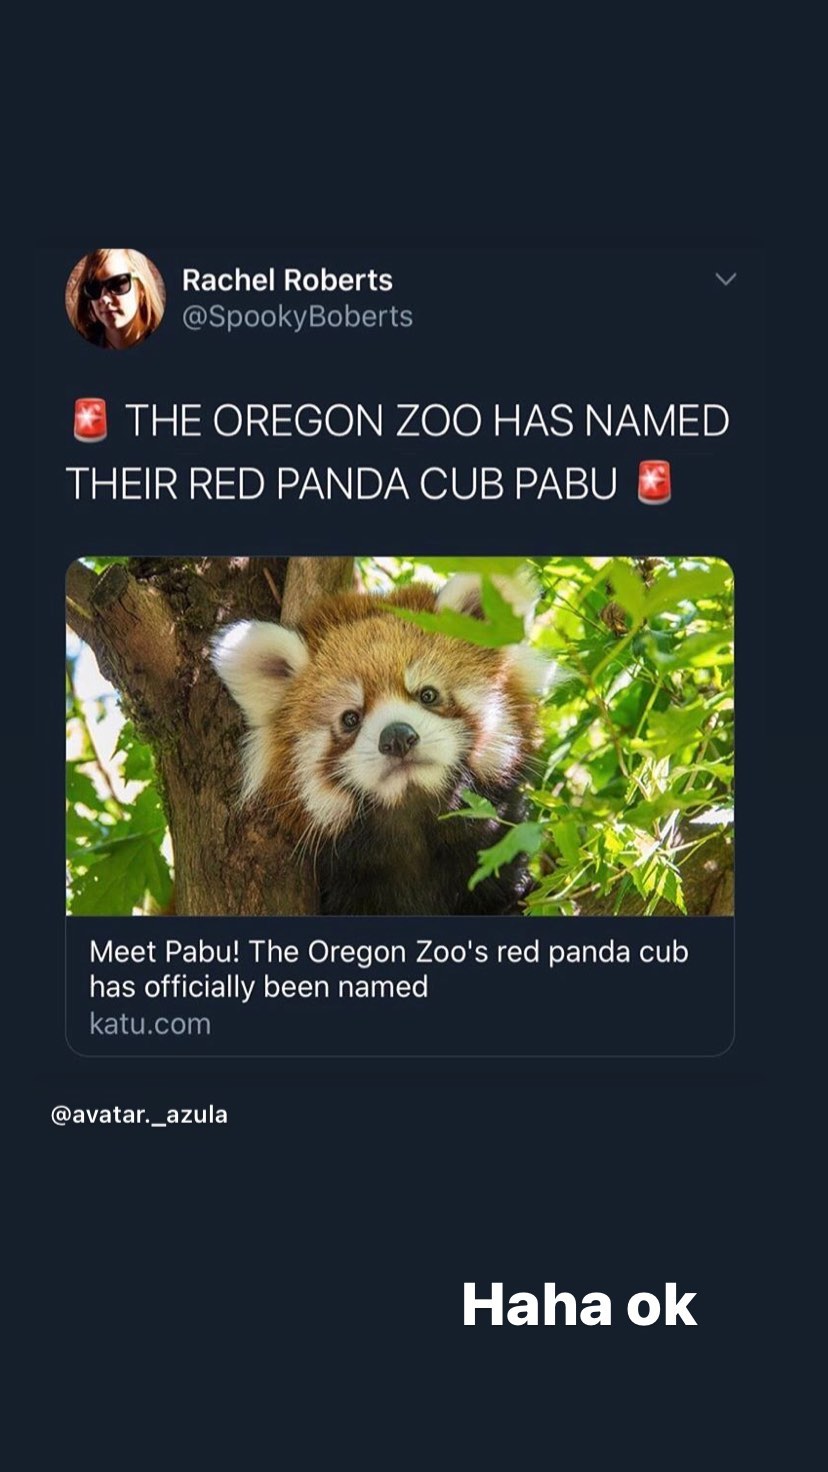 Rachel Roberts
@SpookyBoberts
🚨 THE OREGON ZOO HAS NAMED
THEIR RED PANDA CUB PABU 🚨
Meet Pabu! The Oregon Zoo's red panda cub
has officially been named
katu.com
@avatar._azula
Haha ok